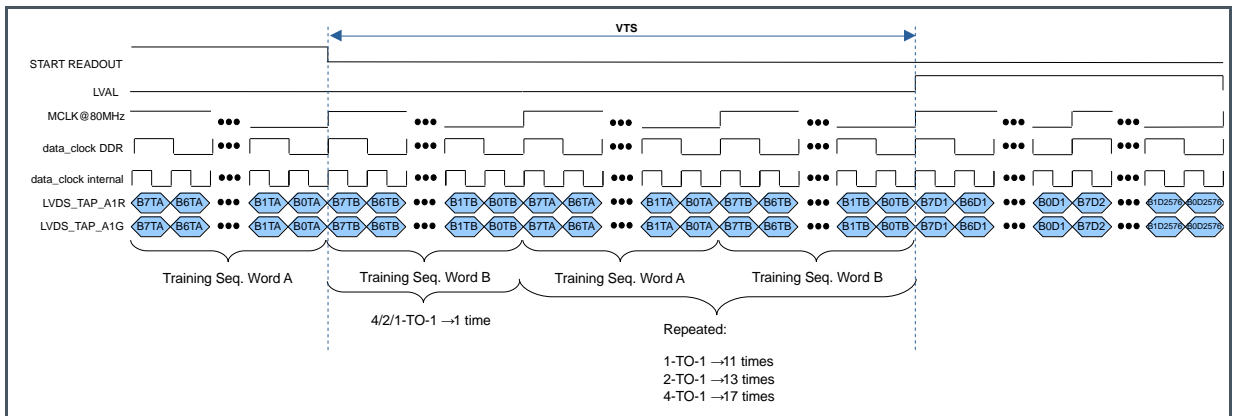 VTS
START READOUT
LVAL
MCLK@80MHz
data_clock DDR
data_clock internal
LVDS_TAP_A1R B7TA B6TA B1TA B0TA B7TB B6TB B1TB B0TB B7TA B6TA B1TA B0TA B7TB B6TB B1TB B0TB B7D1 B6D1 B0D1 B7D2 B1D2576 B0D2576
LVDS_TAP_A1G B7TA B6TA B1TA B0TA B7TB B6TB B1TB B0TB B7TA B6TA B1TA B0TA B7TB B6TB B1TB B0TB B7D1 B6D1 B0D1 B7D2 B1D2576 B0D2576
Training Seq. Word A Training Seq. Word B Training Seq. Word A Training Seq. Word B
4/2/1-TO-1 →1 time
Repeated:
1-TO-1 →11 times
2-TO-1 →13 times
4-TO-1 →17 times